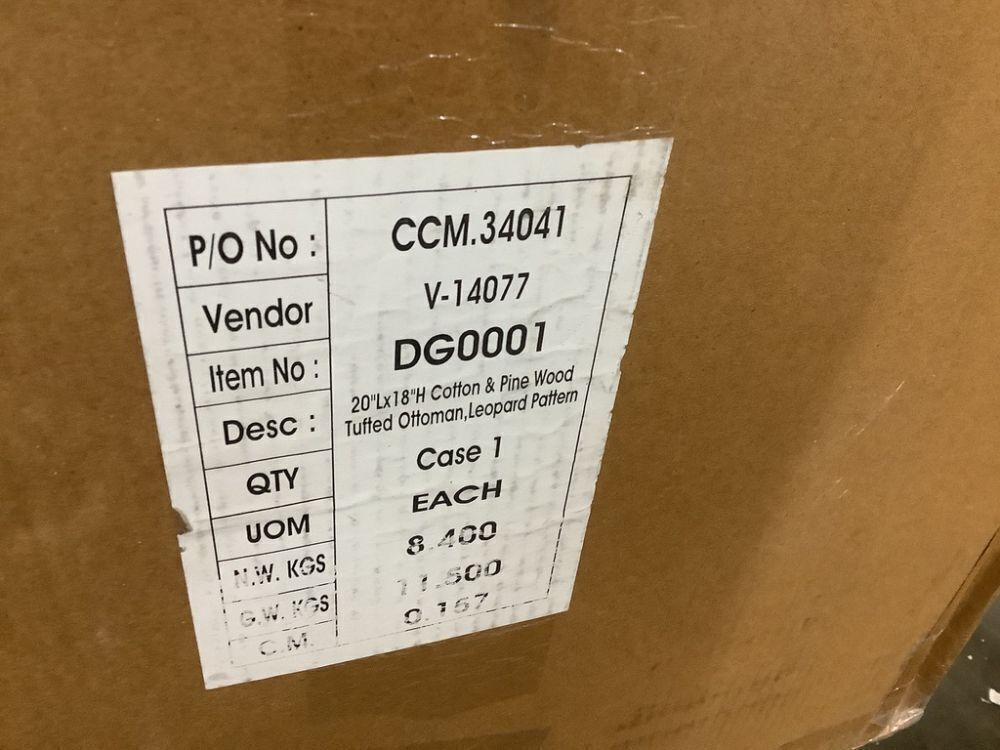 P/O No : CCM.34041
Vendor V-14077
Item No : DG0001
Desc : 20"Lx18"H Cotton & Pine Wood
Tufted Ottoman,Leopard Pattern
QTY Case 1
UOM EACH
N.W. KGS 8.400
G.W. KGS 11.500
C.M. 0.157